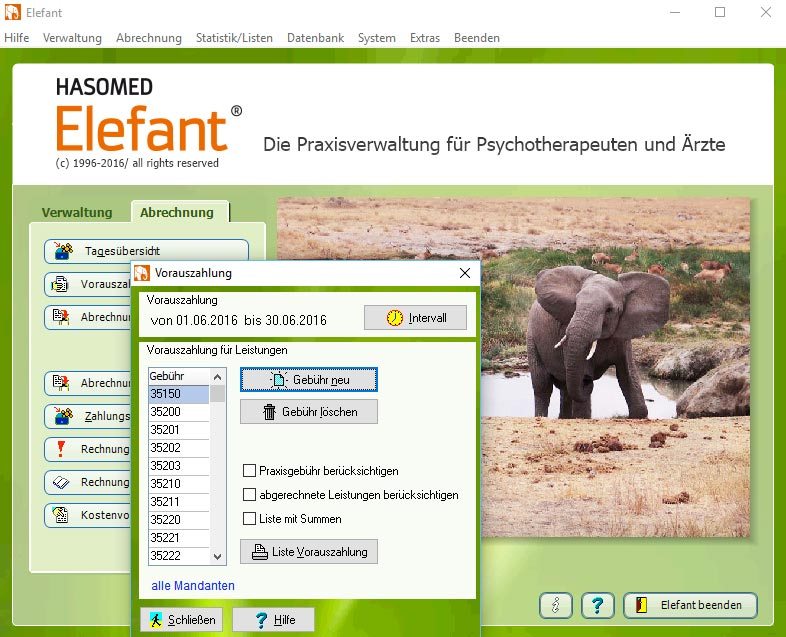 Elefant
Hilfe Verwaltung Abrechnung Statistik/Listen Datenbank System Extras Beenden
HASOMED
Elefant®
(c) 1996-2016/ all rights reserved
Die Praxisverwaltung für Psychotherapeuten und Ärzte
Verwaltung Abrechnung
Tagesübersicht
Vorausza
Abrechnu
Abrechnu
Zahlungs
Rechnung
Rechnung
Kostenvo
Vorauszahlung
Vorauszahlung
von 01.06.2016 bis 30.06.2016
Intervall
Vorauszahlung für Leistungen
Gebühr
35150
35200
35201
35202
35203
35210
35211
35220
35221
35222
Gebühr neu
Gebühr löschen
Praxisgebühr berücksichtigen
abgerechnete Leistungen berücksichtigen
Liste mit Summen
Liste Vorauszahlung
alle Mandanten
Schließen
? Hilfe
i
?
Elefant beenden